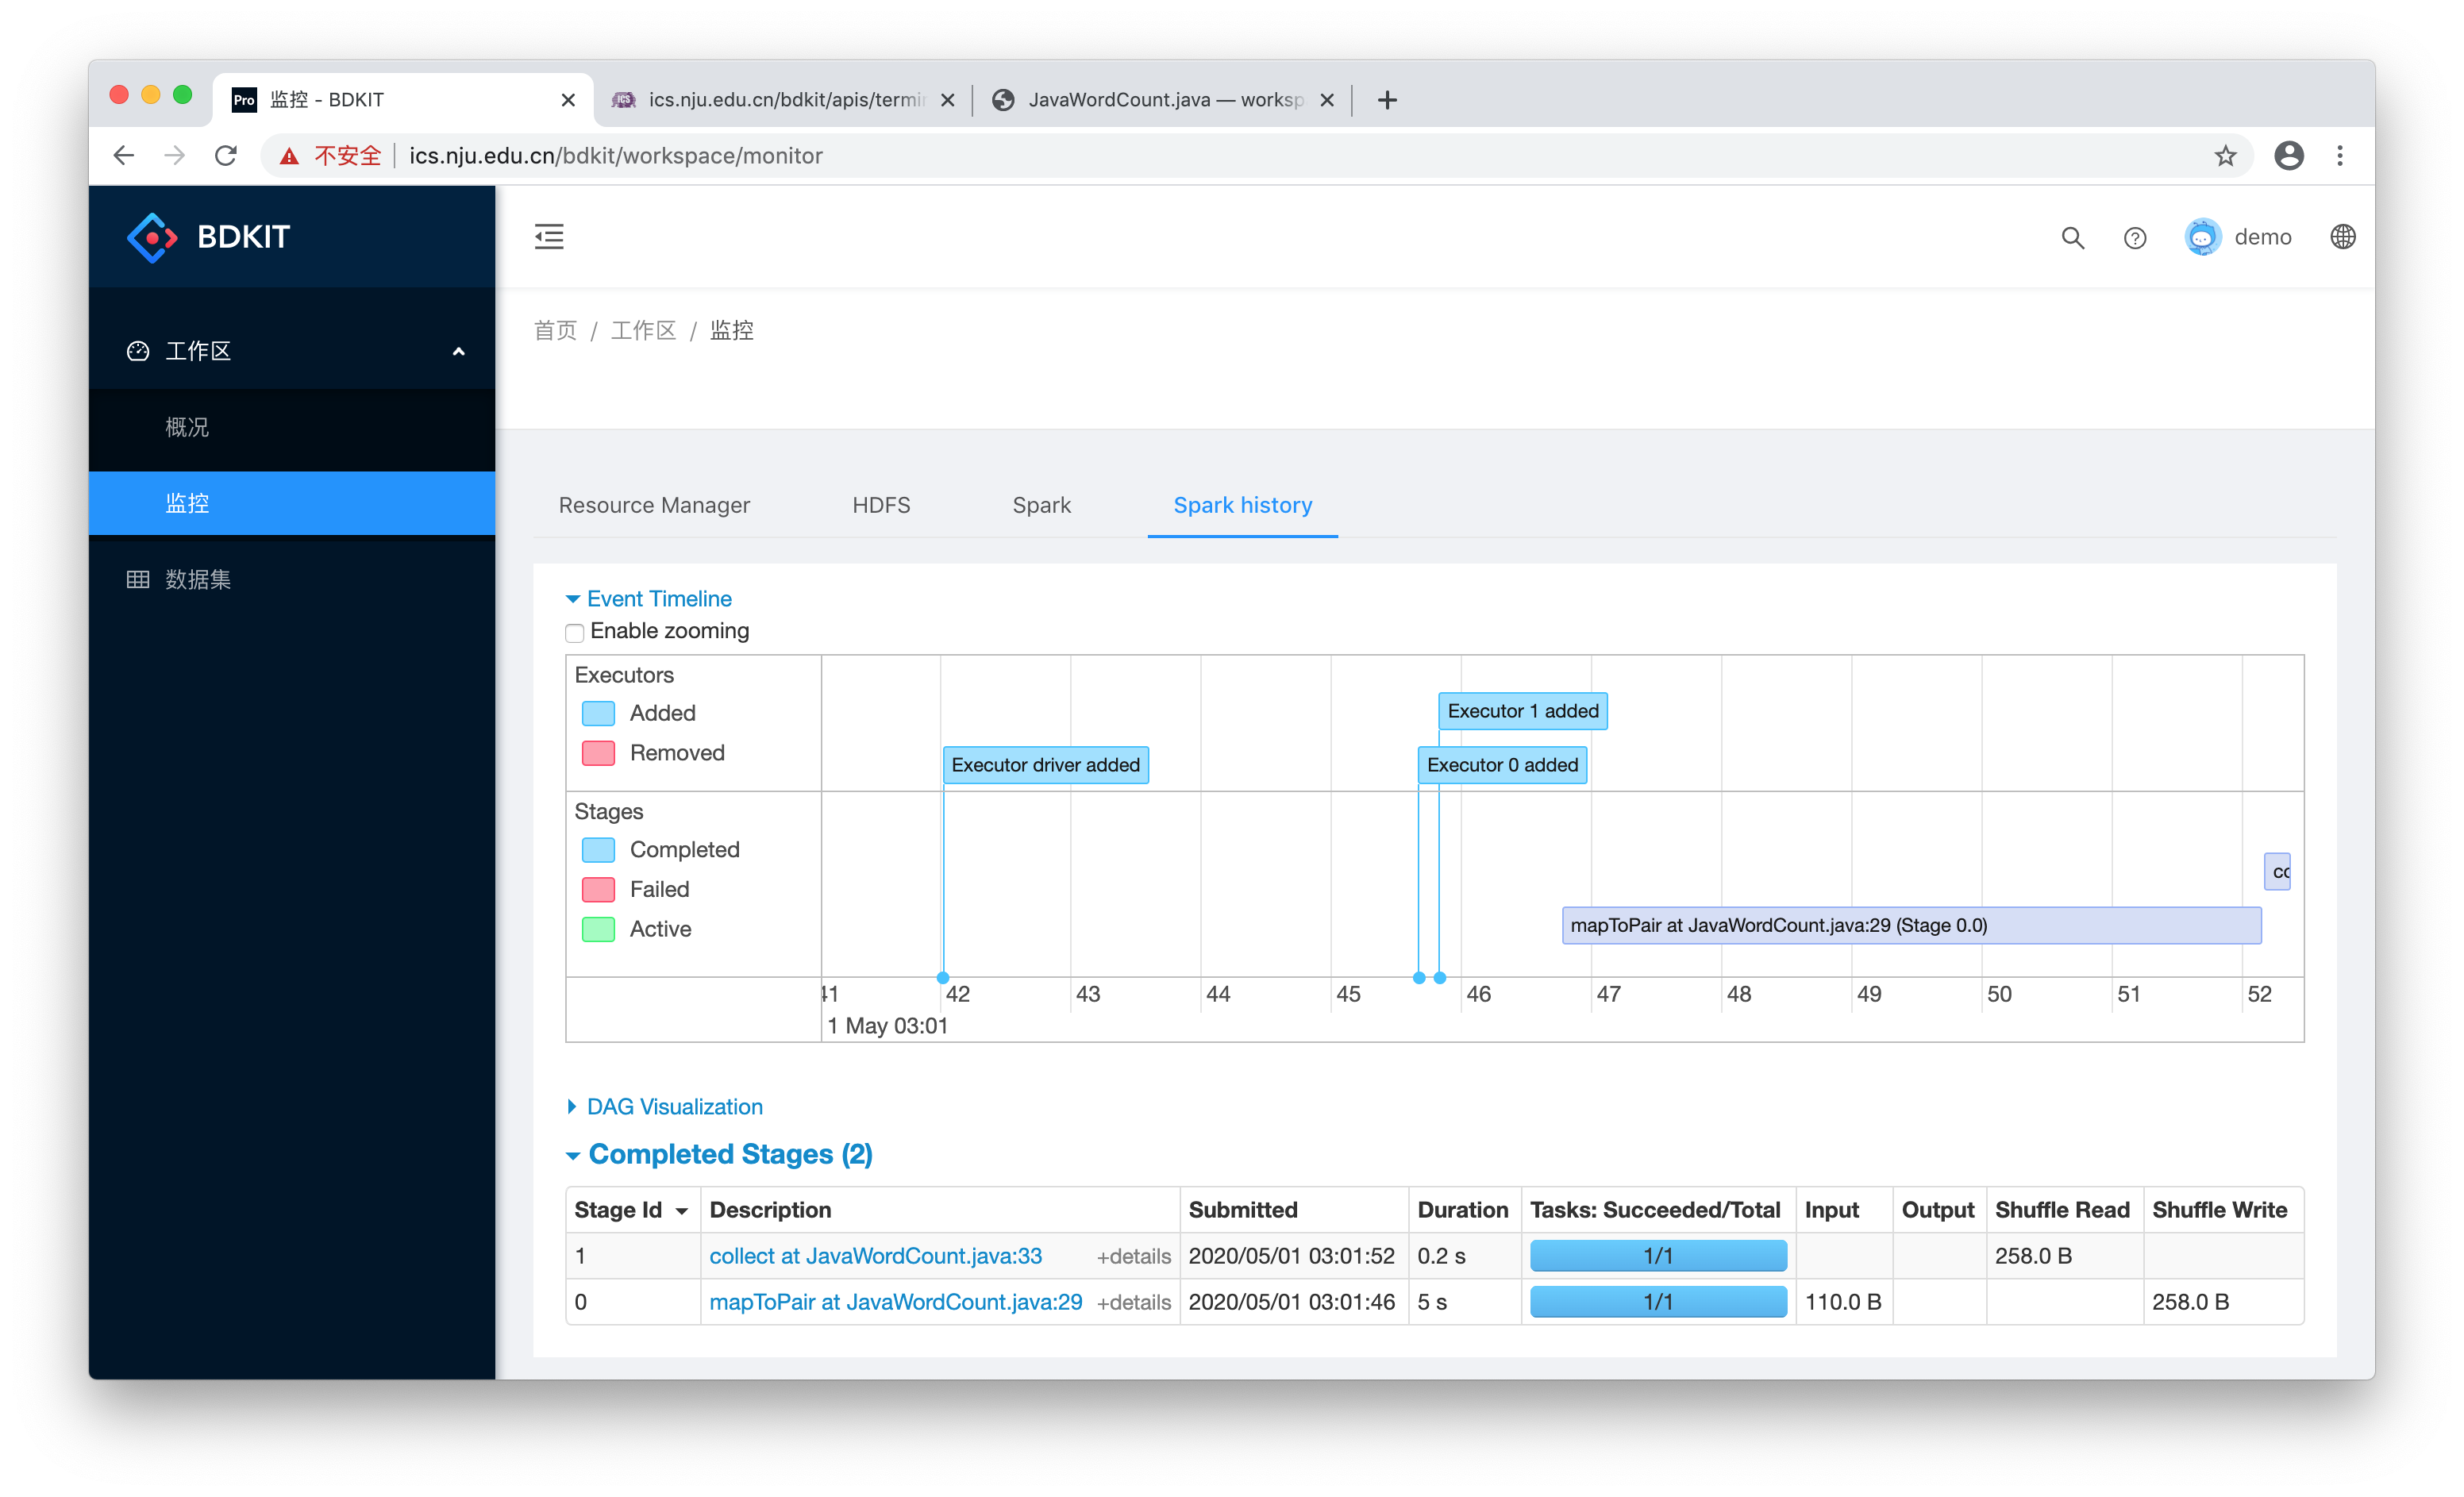 Pro 监控 - BDKIT
ICS ics.nju.edu.cn/bdkit/apis/termi
JavaWordCount.java — worksp
不安全 ics.nju.edu.cn/bdkit/workspace/monitor
BDKIT
demo
首页 / 工作区 / 监控
工作区
概况
监控
数据集
Resource Manager HDFS Spark Spark history
Event Timeline
Enable zooming
Executors
Added
Removed
Executor 1 added
Executor driver added
Executor 0 added
Stages
Completed
Failed
Active
co
mapToPair at JavaWordCount.java:29 (Stage 0.0)
41 42 43 44 45 46 47 48 49 50 51 52
1 May 03:01
DAG Visualization
Completed Stages (2)
Stage Id Description Submitted Duration Tasks: Succeeded/Total Input Output Shuffle Read Shuffle Write
1 collect at JavaWordCount.java:33 +details 2020/05/01 03:01:52 0.2 s 1/1 258.0 B
0 mapToPair at JavaWordCount.java:29 +details 2020/05/01 03:01:46 5 s 1/1 110.0 B 258.0 B